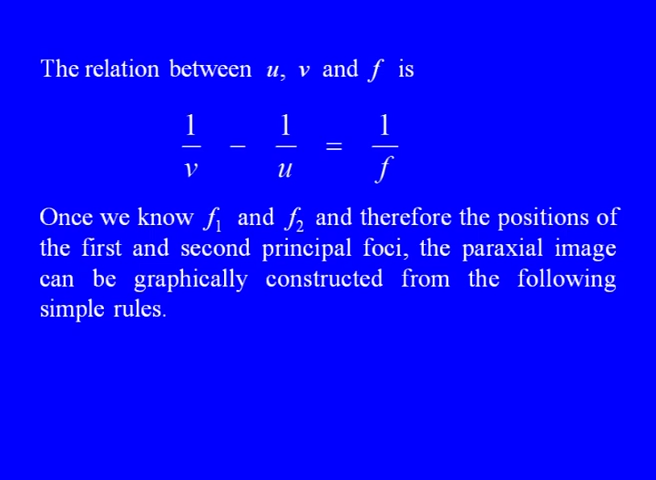 The relation between u, v and f is
1/v − 1/u = 1/f
Once we know f₁ and f₂ and therefore the positions of
the first and second principal foci, the paraxial image
can be graphically constructed from the following
simple rules.